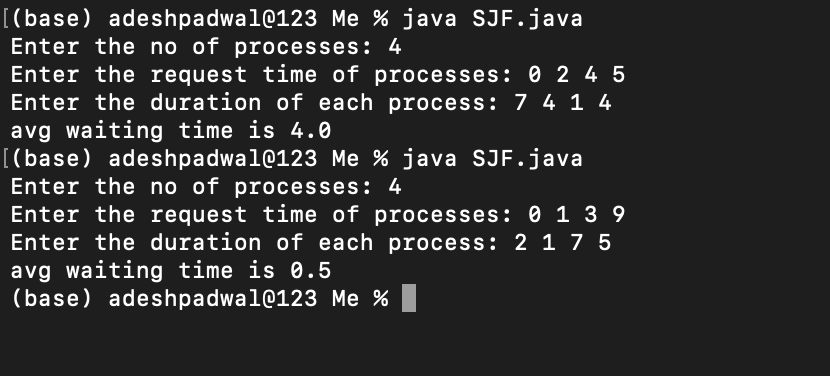 [(base) adeshpadwal@123 Me % java SJF.java
Enter the no of processes: 4
Enter the request time of processes: 0 2 4 5
Enter the duration of each process: 7 4 1 4
avg waiting time is 4.0
[(base) adeshpadwal@123 Me % java SJF.java
Enter the no of processes: 4
Enter the request time of processes: 0 1 3 9
Enter the duration of each process: 2 1 7 5
avg waiting time is 0.5
(base) adeshpadwal@123 Me %